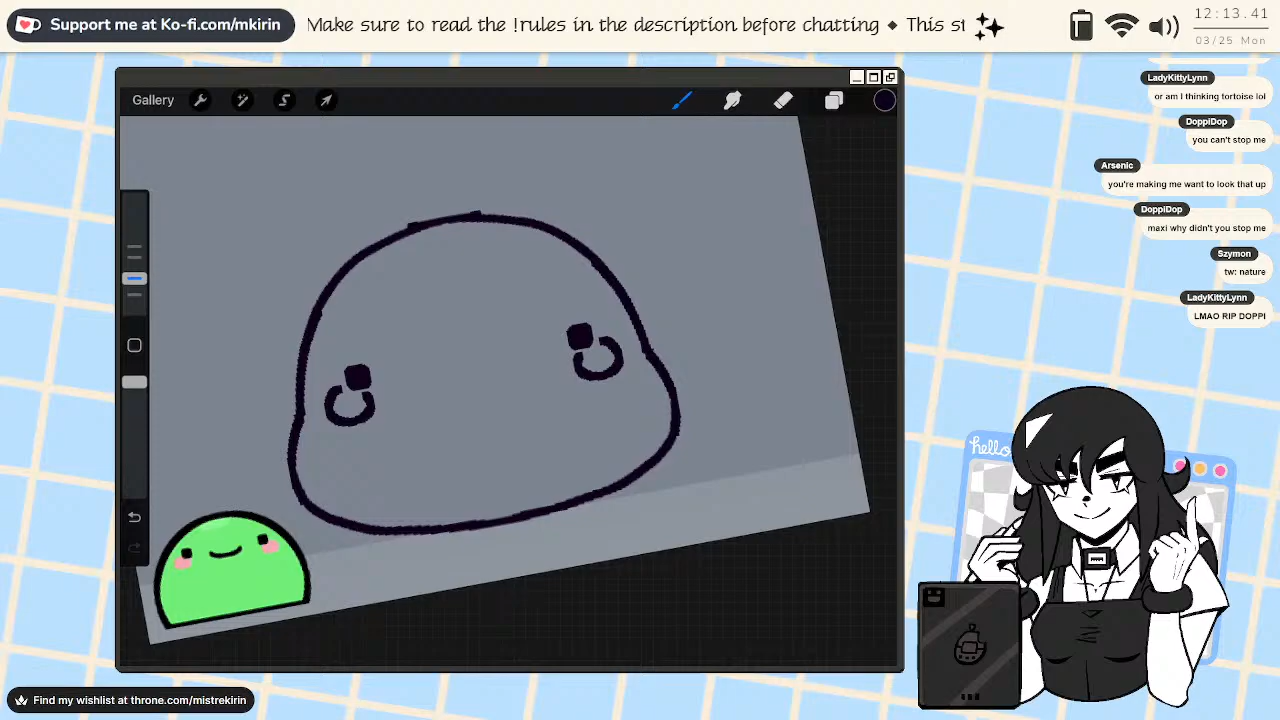 Support me at Ko-fi.com/mkirin
Make sure to read the !rules in the description before chatting ◆ This st
12:13.41
03/25 Mon
Gallery
LadyKittyLynn
or am I thinking tortoise lol
DoppiDop
you can't stop me
Arsenic
you're making me want to look that up
DoppiDop
maxi why didn't you stop me
Szymon
tw: nature
LadyKittyLynn
LMAO RIP DOPPI
hello
Find my wishlist at throne.com/mistrekirin